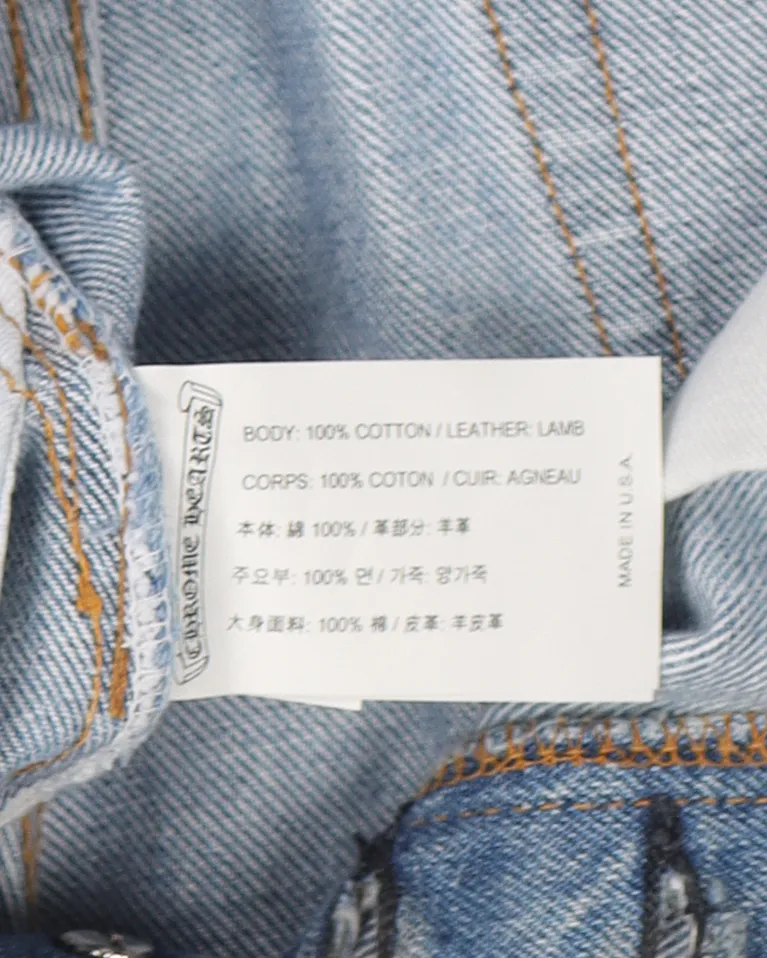 CHROME HEARTS
BODY: 100% COTTON / LEATHER: LAMB
CORPS: 100% COTON / CUIR: AGNEAU
本体: 綿 100% / 革部分: 羊革
주요부: 100% 면 / 가죽: 양가죽
大身面料: 100% 棉 / 皮革: 羊皮革
MADE IN U.S.A.